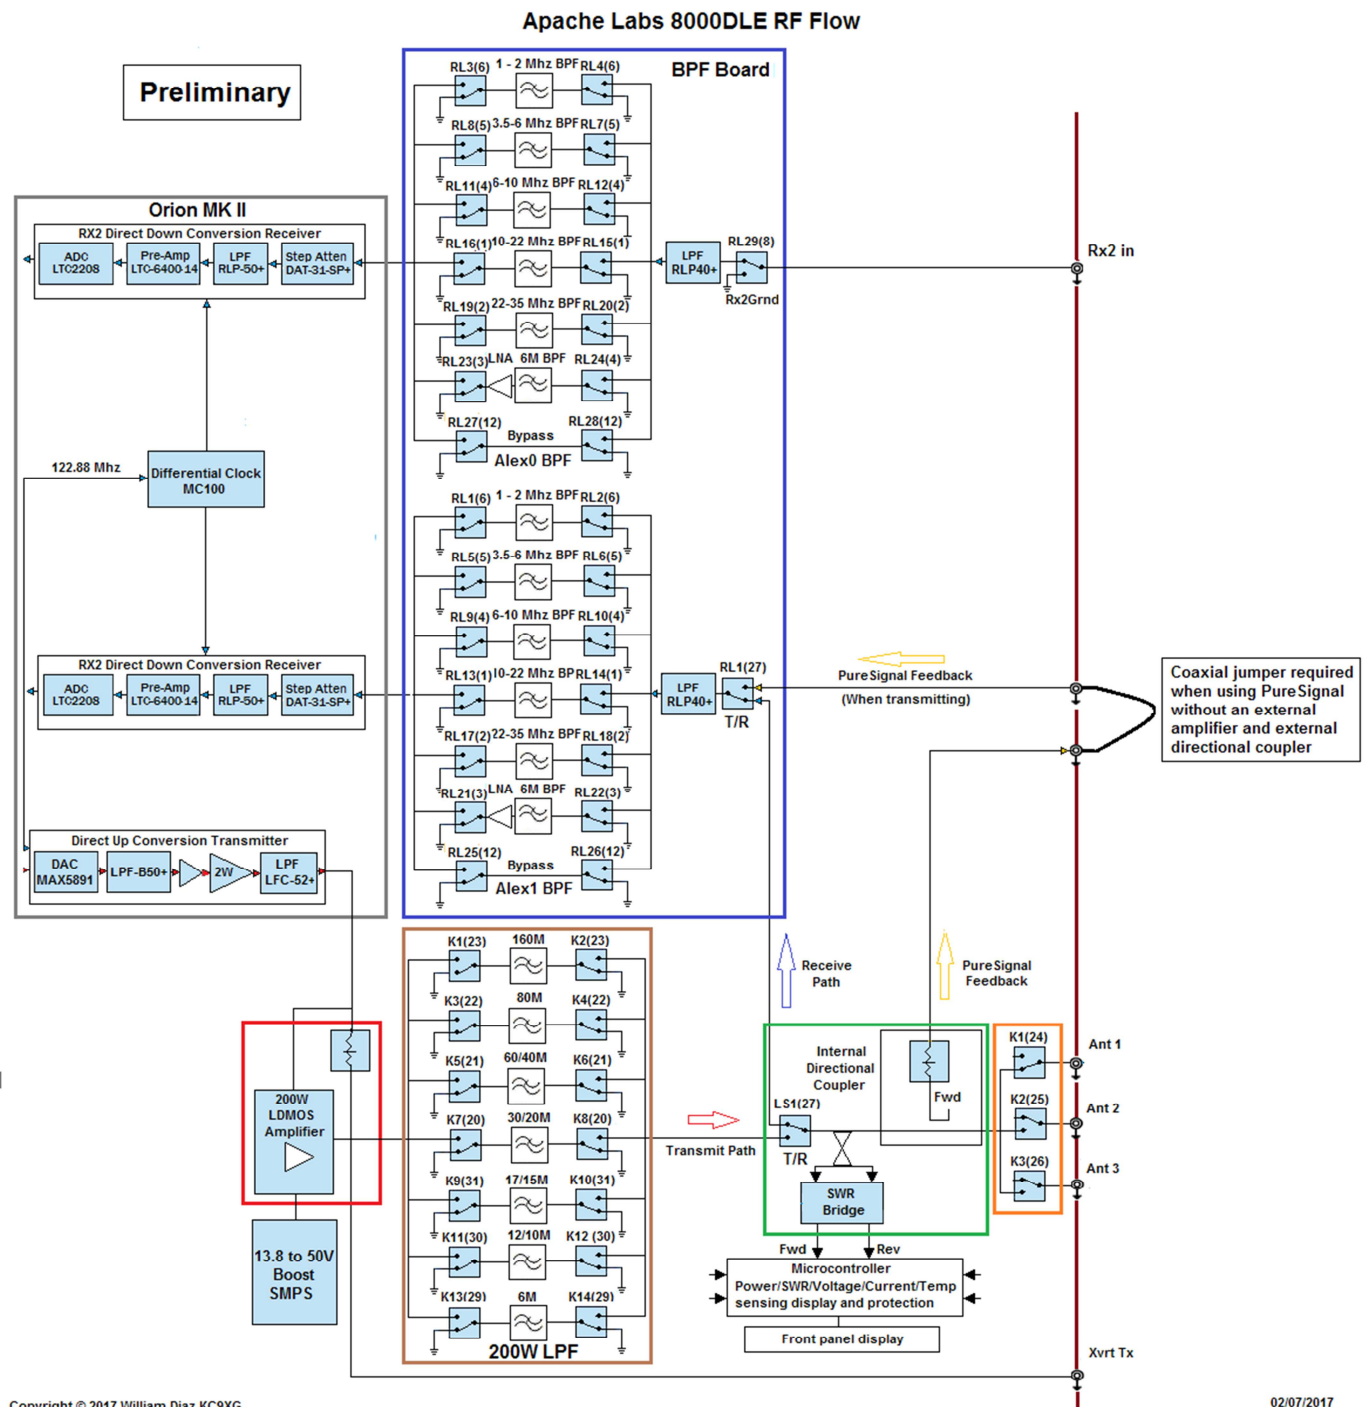 Apache Labs 8000DLE RF Flow
Preliminary
BPF Board
RL3(6) 1 - 2 Mhz BPF RL4(6)
RL8(5) 3.5-6 Mhz BPF RL7(5)
RL11(4) 6-10 Mhz BPF RL12(4)
RL16(1) 10-22 Mhz BPF RL15(1)
RL19(2) 22-35 Mhz BPF RL20(2)
RL23(3) LNA 6M BPF RL24(4)
RL27(12) Bypass RL28(12)
Alex0 BPF
LPF
RLP40+
RL29(8)
Rx2Grnd
Rx2 in
Orion MK II
RX2 Direct Down Conversion Receiver
ADC
LTC2208
Pre-Amp
LTC-6400-14
LPF
RLP-50+
Step Atten
DAT-31-SP+
122.88 Mhz
Differential Clock
MC100
RL1(6) 1 - 2 Mhz BPF RL2(6)
RL5(5) 3.5-6 Mhz BPF RL6(5)
RL9(4) 6-10 Mhz BPF RL10(4)
RL13(1) 10-22 Mhz BPF RL14(1)
RL17(2) 22-35 Mhz BPF RL18(2)
RL21(3) LNA 6M BPF RL22(3)
RL25(12) Bypass RL26(12)
Alex1 BPF
LPF
RLP40+
RL1(27)
T/R
RX2 Direct Down Conversion Receiver
ADC
LTC2208
Pre-Amp
LTC-6400-14
LPF
RLP-50+
Step Atten
DAT-31-SP+
PureSignal Feedback
(When transmitting)
Coaxial jumper required
when using PureSignal
without an external
amplifier and external
directional coupler
Direct Up Conversion Transmitter
DAC
MAX5891
LPF-B50+
2W
LPF
LFC-52+
K1(23) 160M K2(23)
K3(22) 80M K4(22)
K5(21) 60/40M K6(21)
K7(20) 30/20M K8(20)
K9(31) 17/15M K10(31)
K11(30) 12/10M K12 (30)
K13(29) 6M K14(29)
200W LPF
200W
LDMOS
Amplifier
13.8 to 50V
Boost
SMPS
Receive
Path
PureSignal
Feedback
Transmit Path
Internal
Directional
Coupler
Fwd
LS1(27)
T/R
SWR
Bridge
Fwd
Rev
K1(24)
K2(25)
K3(26)
Ant 1
Ant 2
Ant 3
Microcontroller
Power/SWR/Voltage/Current/Temp
sensing display and protection
Front panel display
Xvrt Tx
Copyright © 2017 William Diaz KC9XG
02/07/2017